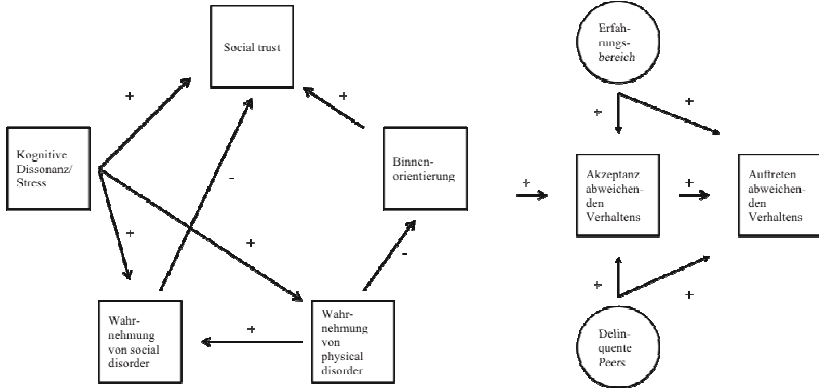 Social trust
Erfah-
rungs-
bereich
+
+
+
+
Kognitive
Dissonanz/
Stress
Binnen-
orientierung
Akzeptanz
abweichen-
den
Verhaltens
Auftreten
abweichen-
den
Verhaltens
-
+
+
+
+
-
+
+
Wahr-
nehmung
von social
disorder
+
Wahr-
nehmung
von
physical
disorder
Delin-
quente
Peers